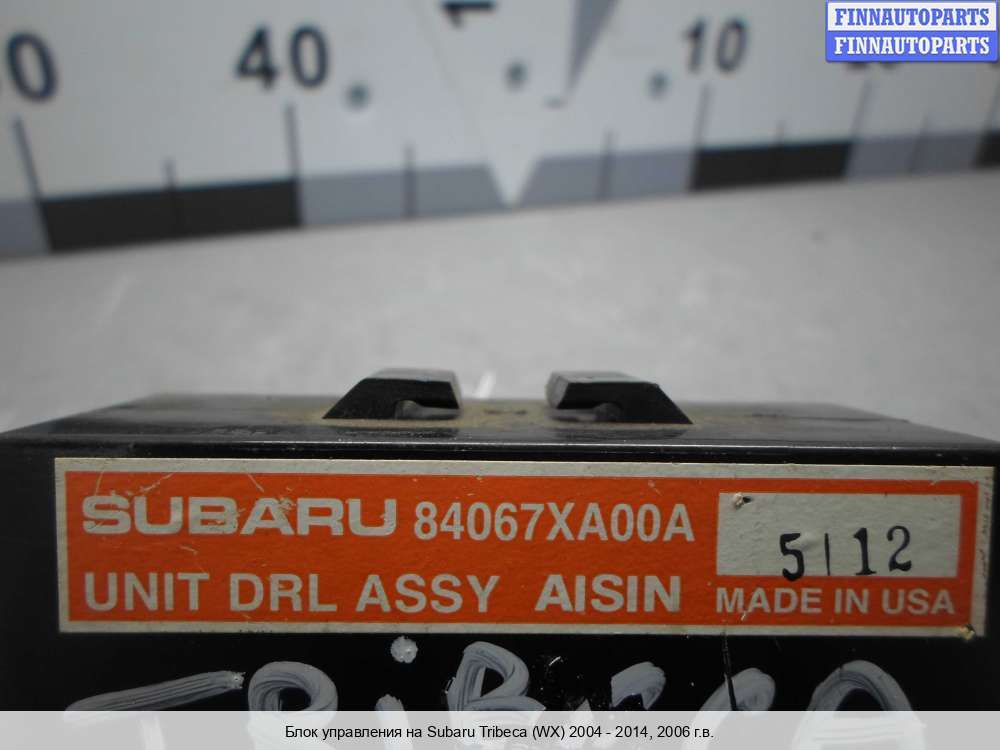 FINNAUTOPARTS
FINNAUTOPARTS
40
10
SUBARU 84067XA00A
5112
UNIT DRL ASSY AISIN MADE IN USA
Блок управления на Subaru Tribeca (WX) 2004 - 2014, 2006 г.в.